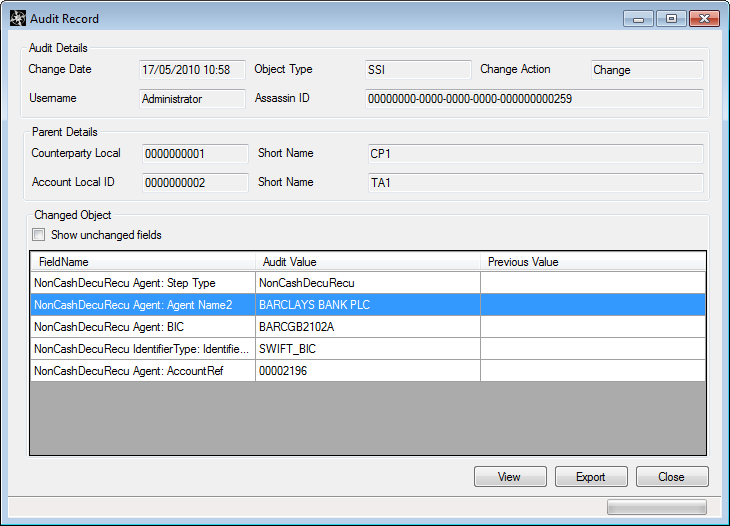 Audit Record
Audit Details
Change Date 17/05/2010 10:58 Object Type SSI Change Action Change
Username Administrator Assassin ID 00000000-0000-0000-0000-000000000259
Parent Details
Counterparty Local 0000000001 Short Name CP1
Account Local ID 0000000002 Short Name TA1
Changed Object
Show unchanged fields
FieldName Audit Value Previous Value
NonCashDecuRecu Agent: Step Type NonCashDecuRecu
NonCashDecuRecu Agent: Agent Name2 BARCLAYS BANK PLC
NonCashDecuRecu Agent: BIC BARCGB2102A
NonCashDecuRecu IdentifierType: Identifie... SWIFT_BIC
NonCashDecuRecu Agent: AccountRef 00002196
View Export Close